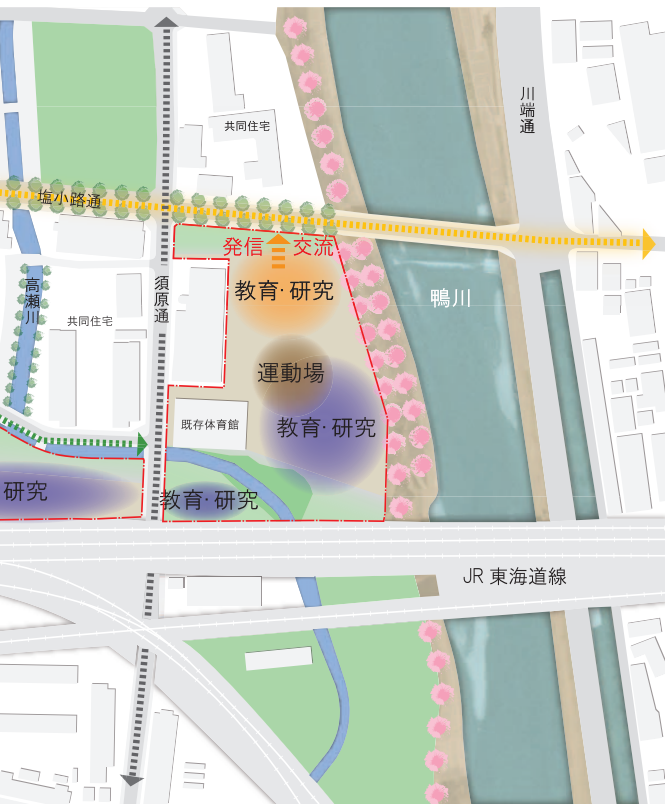 川端通
共同住宅
塩小路通
発信 交流
教育・研究
高瀬川
須原通
鴨川
共同住宅
運動場
既存体育館
教育・研究
研究
教育・研究
JR 東海道線